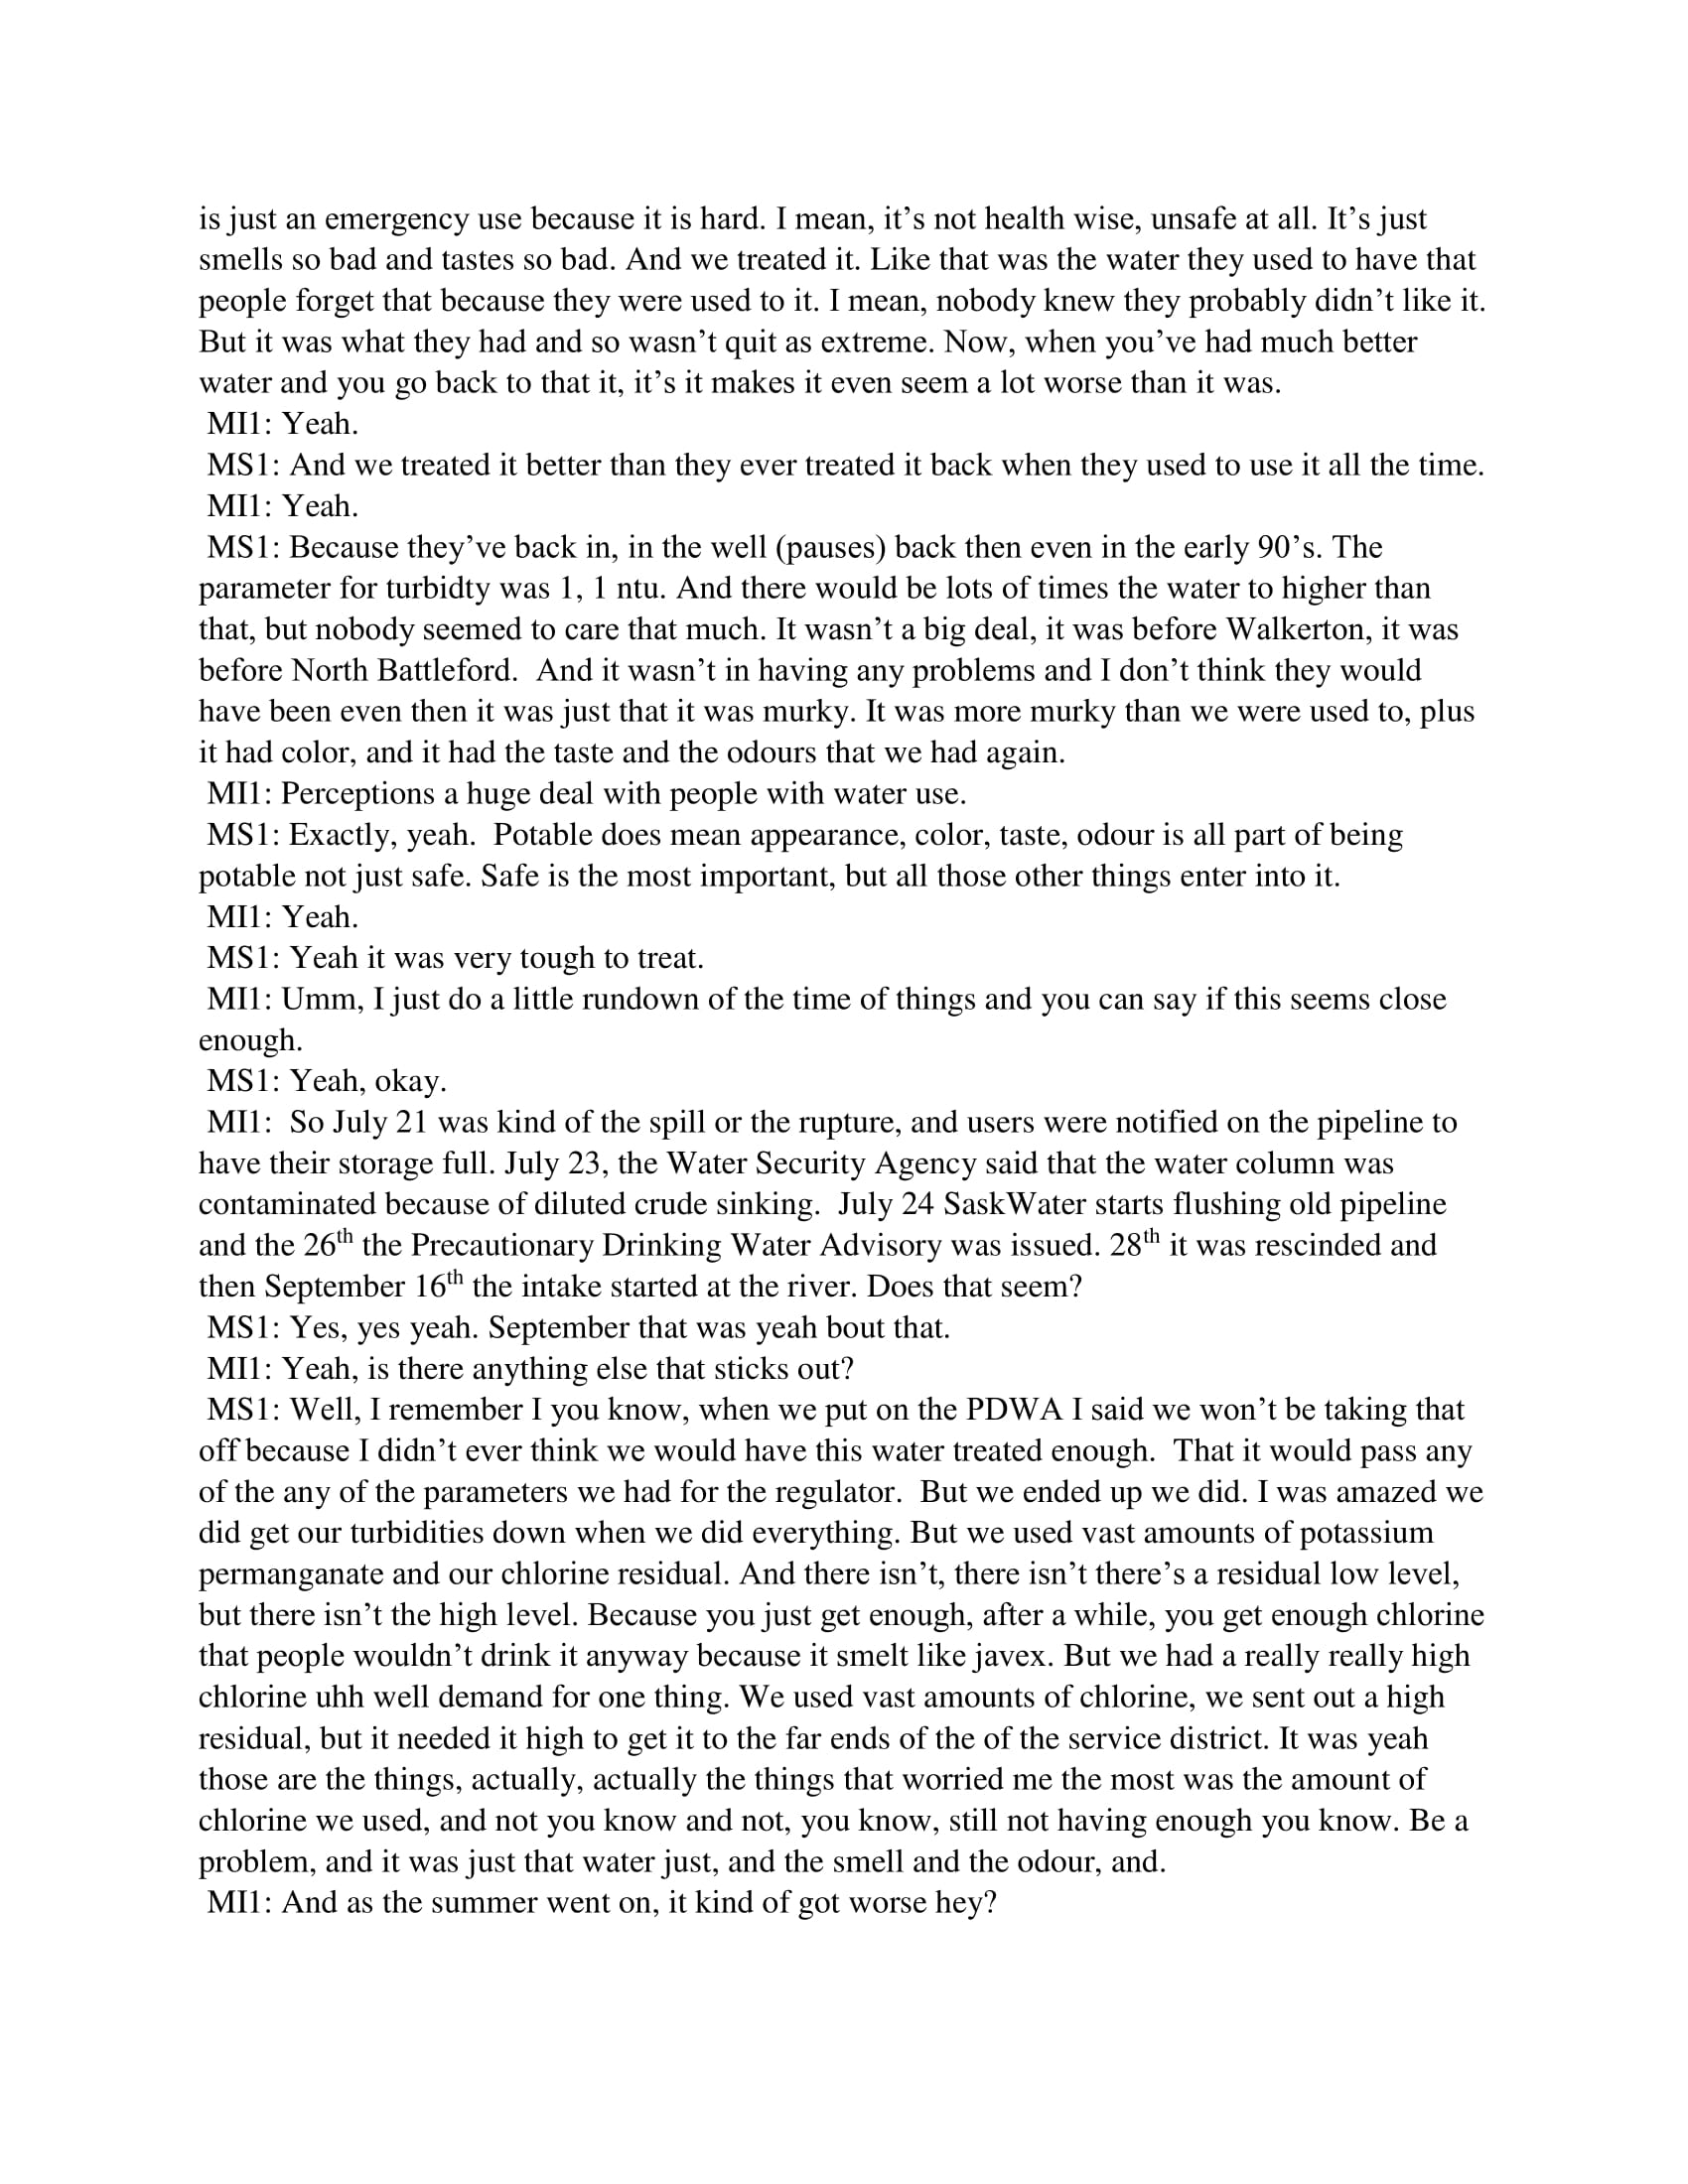 is just an emergency use because it is hard. I mean, it’s not health wise, unsafe at all. It’s just
smells so bad and tastes so bad. And we treated it. Like that was the water they used to have that
people forget that because they were used to it. I mean, nobody knew they probably didn’t like it.
But it was what they had and so wasn’t quit as extreme. Now, when you’ve had much better
water and you go back to that it, it’s it makes it even seem a lot worse than it was.
MI1: Yeah.
MS1: And we treated it better than they ever treated it back when they used to use it all the time.
MI1: Yeah.
MS1: Because they’ve back in, in the well (pauses) back then even in the early 90’s. The
parameter for turbidty was 1, 1 ntu. And there would be lots of times the water to higher than
that, but nobody seemed to care that much. It wasn’t a big deal, it was before Walkerton, it was
before North Battleford.  And it wasn’t in having any problems and I don’t think they would
have been even then it was just that it was murky. It was more murky than we were used to, plus
it had color, and it had the taste and the odours that we had again.
MI1: Perceptions a huge deal with people with water use.
MS1: Exactly, yeah.  Potable does mean appearance, color, taste, odour is all part of being
potable not just safe. Safe is the most important, but all those other things enter into it.
MI1: Yeah.
MS1: Yeah it was very tough to treat.
MI1: Umm, I just do a little rundown of the time of things and you can say if this seems close
enough.
MS1: Yeah, okay.
MI1:  So July 21 was kind of the spill or the rupture, and users were notified on the pipeline to
have their storage full. July 23, the Water Security Agency said that the water column was
contaminated because of diluted crude sinking.  July 24 SaskWater starts flushing old pipeline
and the 26th the Precautionary Drinking Water Advisory was issued. 28th it was rescinded and
then September 16th the intake started at the river. Does that seem?
MS1: Yes, yes yeah. September that was yeah bout that.
MI1: Yeah, is there anything else that sticks out?
MS1: Well, I remember I you know, when we put on the PDWA I said we won’t be taking that
off because I didn’t ever think we would have this water treated enough.  That it would pass any
of the any of the parameters we had for the regulator.  But we ended up we did. I was amazed we
did get our turbidities down when we did everything. But we used vast amounts of potassium
permanganate and our chlorine residual. And there isn’t, there isn’t there’s a residual low level,
but there isn’t the high level. Because you just get enough, after a while, you get enough chlorine
that people wouldn’t drink it anyway because it smelt like javex. But we had a really really high
chlorine uhh well demand for one thing. We used vast amounts of chlorine, we sent out a high
residual, but it needed it high to get it to the far ends of the of the service district. It was yeah
those are the things, actually, actually the things that worried me the most was the amount of
chlorine we used, and not you know and not, you know, still not having enough you know. Be a
problem, and it was just that water just, and the smell and the odour, and.
MI1: And as the summer went on, it kind of got worse hey?